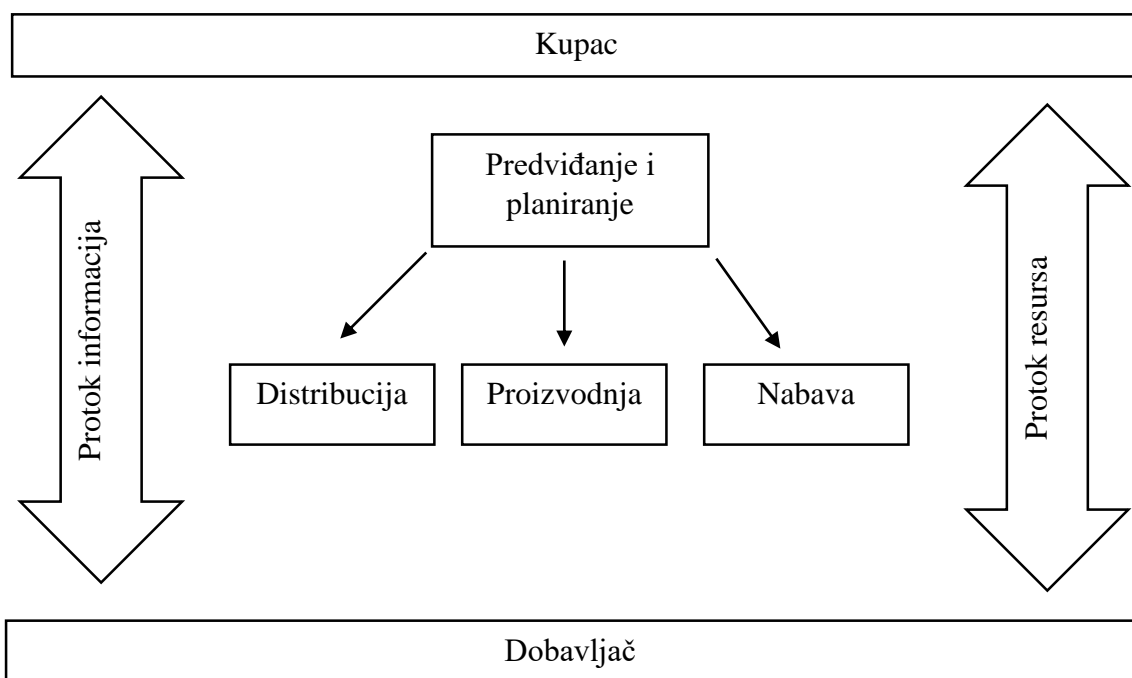 Kupac
Predviđanje i
planiranje
Protok informacija
Protok resursa
Distribucija
Proizvodnja
Nabava
Dobavljač